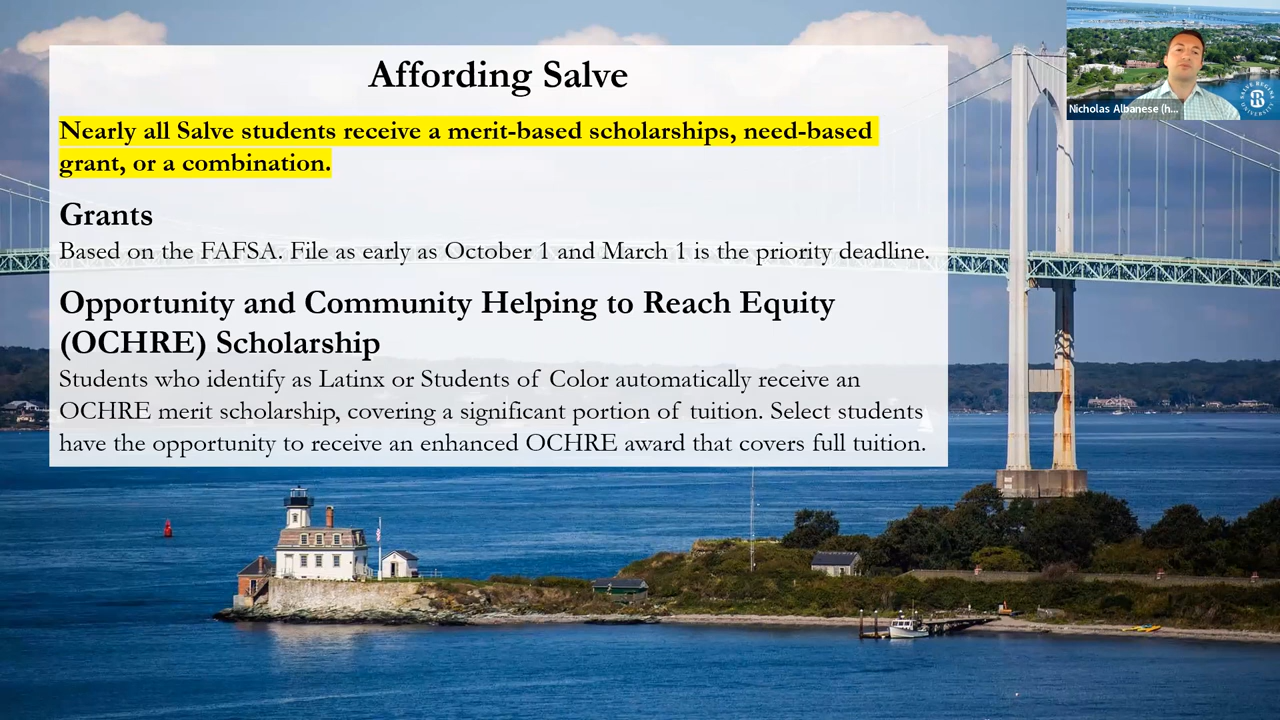 Affording Salve
Nearly all Salve students receive a merit-based scholarships, need-based
grant, or a combination.
Grants
Based on the FAFSA. File as early as October 1 and March 1 is the priority deadline.
Opportunity and Community Helping to Reach Equity
(OCHRE) Scholarship
Students who identify as Latinx or Students of Color automatically receive an
OCHRE merit scholarship, covering a significant portion of tuition. Select students
have the opportunity to receive an enhanced OCHRE award that covers full tuition.
Nicholas Albanese (h...
SALVE REGINA
UNIVERSITY